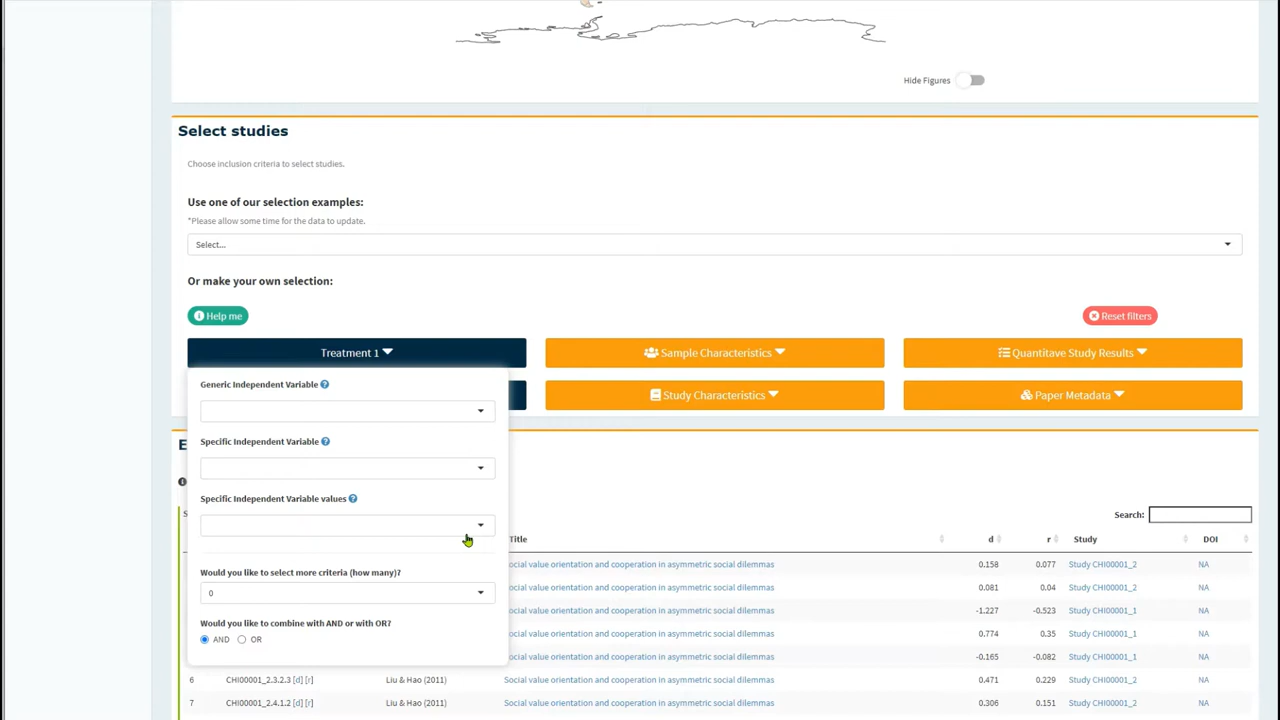 Hide Figures
Select studies
Choose inclusion criteria to select studies.
Use one of our selection examples:
*Please allow some time for the data to update.
Select...
Or make your own selection:
Help me
Reset filters
Treatment 1
Sample Characteristics
Quantitave Study Results
Generic Independent Variable
Study Characteristics
Paper Metadata
Specific Independent Variable
Specific Independent Variable values
Search:
Title d r Study DOI
ocial value orientation and cooperation in asymmetric social dilemmas 0.158 0.077 Study CHI00001_2 NA
Would you like to select more criteria (how many)?
0
ocial value orientation and cooperation in asymmetric social dilemmas 0.081 0.04 Study CHI00001_2 NA
ocial value orientation and cooperation in asymmetric social dilemmas -1.227 -0.523 Study CHI00001_1 NA
Would you like to combine with AND or with OR?
AND OR
ocial value orientation and cooperation in asymmetric social dilemmas 0.774 0.35 Study CHI00001_1 NA
ocial value orientation and cooperation in asymmetric social dilemmas -0.165 -0.082 Study CHI00001_1 NA
6 CHI00001_2.3.2.3 [d] [r] Liu & Hao (2011) Social value orientation and cooperation in asymmetric social dilemmas 0.471 0.229 Study CHI00001_2 NA
7 CHI00001_2.4.1.2 [d] [r] Liu & Hao (2011) Social value orientation and cooperation in asymmetric social dilemmas 0.306 0.151 Study CHI00001_2 NA